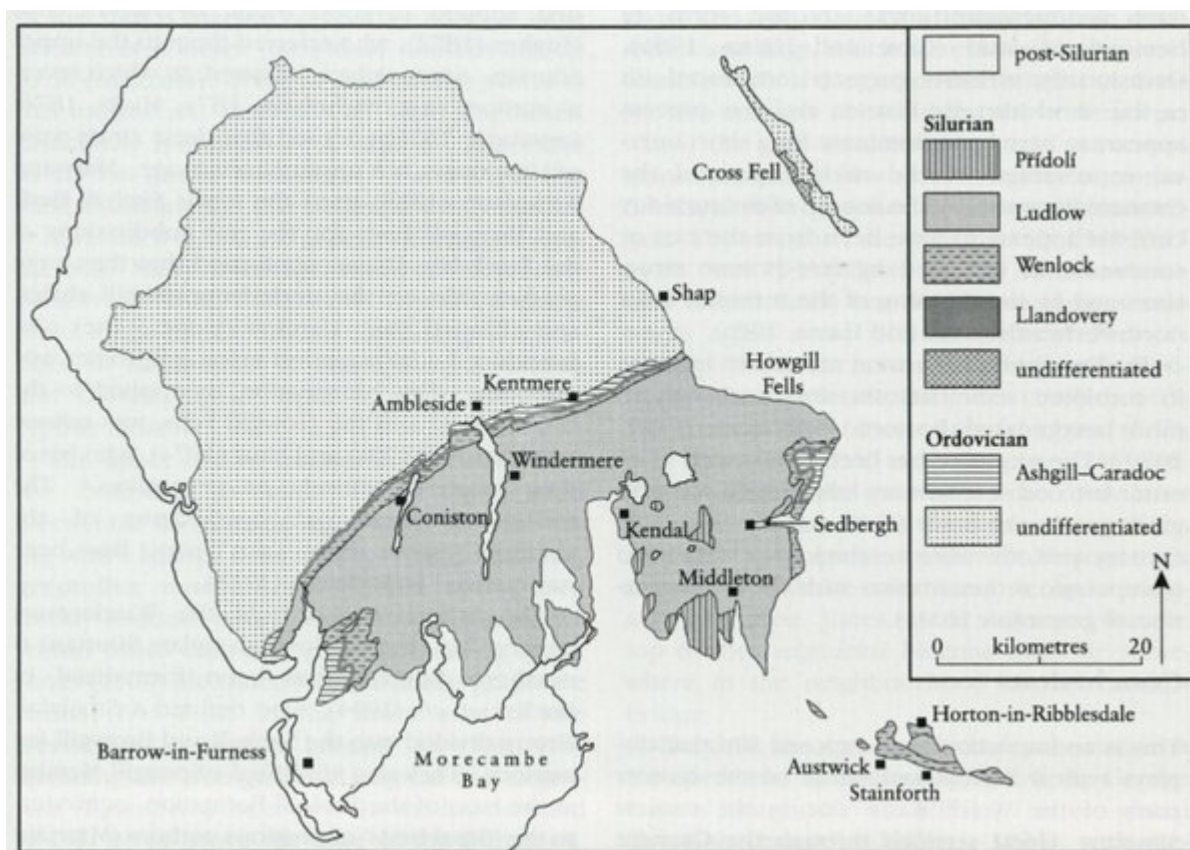 post-Silurian
Silurian
Přídolí
Ludlow
Wenlock
Llandovery
undifferentiated
Ordovician
Ashgill–Caradoc
undifferentiated
N
0 kilometres 20
Cross Fell
Shap
Howgill
Fells
Kentmere
Ambleside
Windermere
Coniston
Kendal
Sedbergh
Middleton
Barrow-in-Furness
Morecambe
Bay
Horton-in-Ribblesdale
Austwick
Stainforth